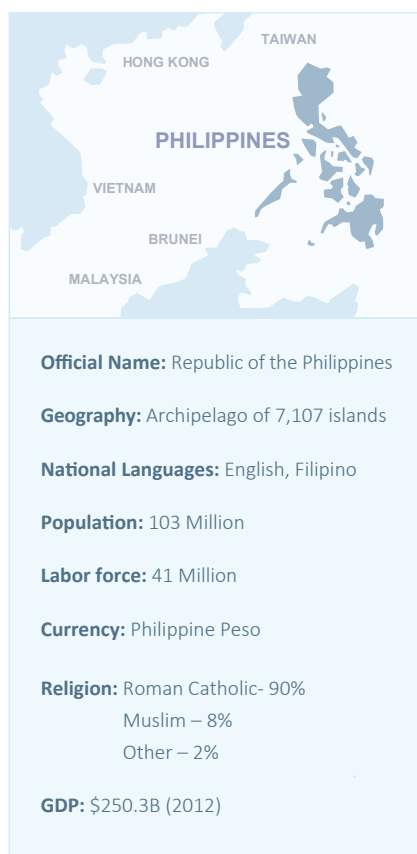 TAIWAN
HONG KONG
PHILIPPINES
VIETNAM
BRUNEI
MALAYSIA
Official Name: Republic of the Philippines
Geography: Archipelago of 7,107 islands
National Languages: English, Filipino
Population: 103 Million
Labor force: 41 Million
Currency: Philippine Peso
Religion: Roman Catholic- 90%
Muslim – 8%
Other – 2%
GDP: $250.3B (2012)